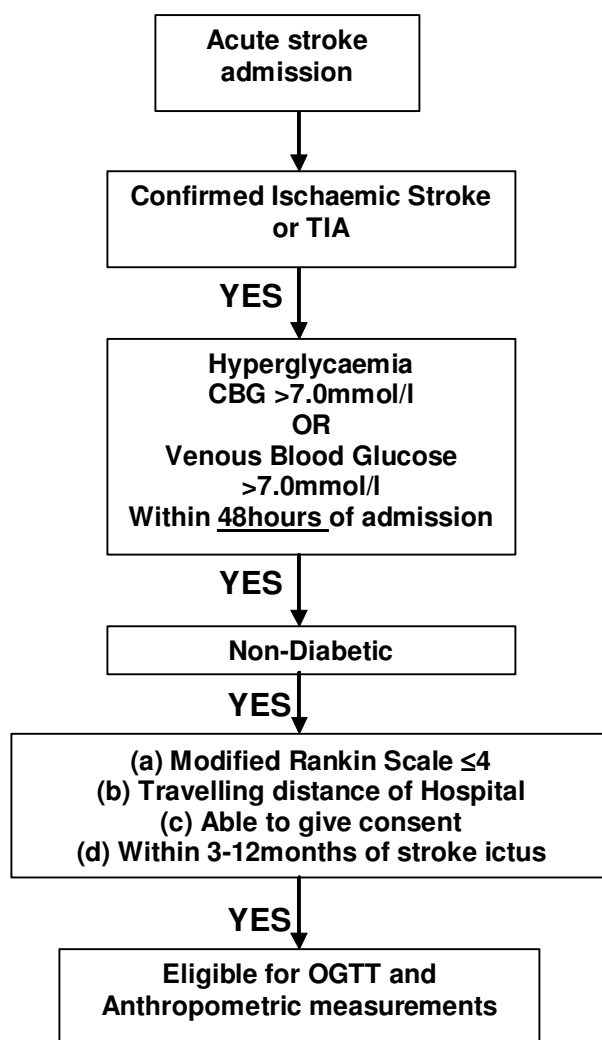 Acute stroke
admission
Confirmed Ischaemic Stroke
or TIA
YES
Hyperglycaemia
CBG >7.0mmol/l
OR
Venous Blood Glucose
>7.0mmol/l
Within 48hours of admission
YES
Non-Diabetic
YES
(a) Modified Rankin Scale ≤4
(b) Travelling distance of Hospital
(c) Able to give consent
(d) Within 3-12months of stroke ictus
YES
Eligible for OGTT and
Anthropometric measurements